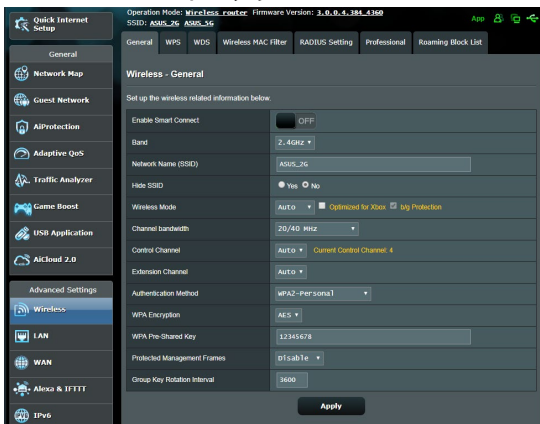 Quick Internet Setup
Operation Mode: Wireless router Firmware Version: 3.0.0.4.384_4360
SSID: ASUS_2G ASUS_5G
App
General WPS WDS Wireless MAC Filter RADIUS Setting Professional Roaming Block List
General
Network Map
Guest Network
AiProtection
Adaptive QoS
Traffic Analyzer
Game Boost
USB Application
AiCloud 2.0
Advanced Settings
Wireless
LAN
WAN
Alexa & IFTTT
IPv6
Wireless - General
Set up the wireless related information below.
Enable Smart Connect OFF
Band 2.4GHz
Network Name (SSID) ASUS_2G
Hide SSID Yes No
Wireless Mode Auto Optimized for Xbox b/g Protection
Channel bandwidth 20/40 MHz
Control Channel Auto Current Control Channel: 4
Extension Channel Auto
Authentication Method WPA2-Personal
WPA Encryption AES
WPA Pre-Shared Key 12345678
Protected Management Frames Disable
Group Key Rotation Interval 3600
Apply